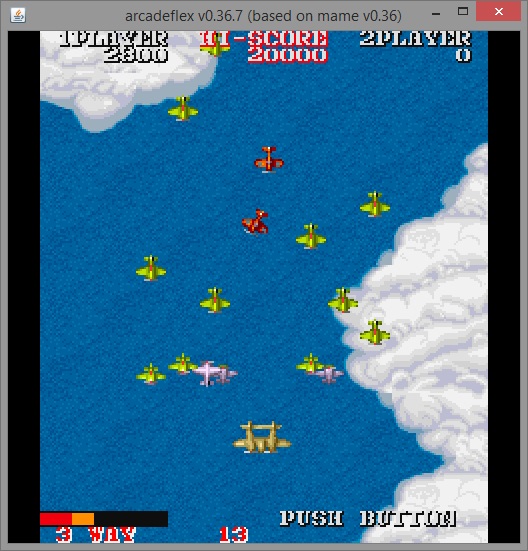 arcadeflex v0.36.7 (based on mame v0.36)
1PLAYER HI-SCORE 2PLAYER
2800 20000 0
PUSH BUTTON
3 WAY 13